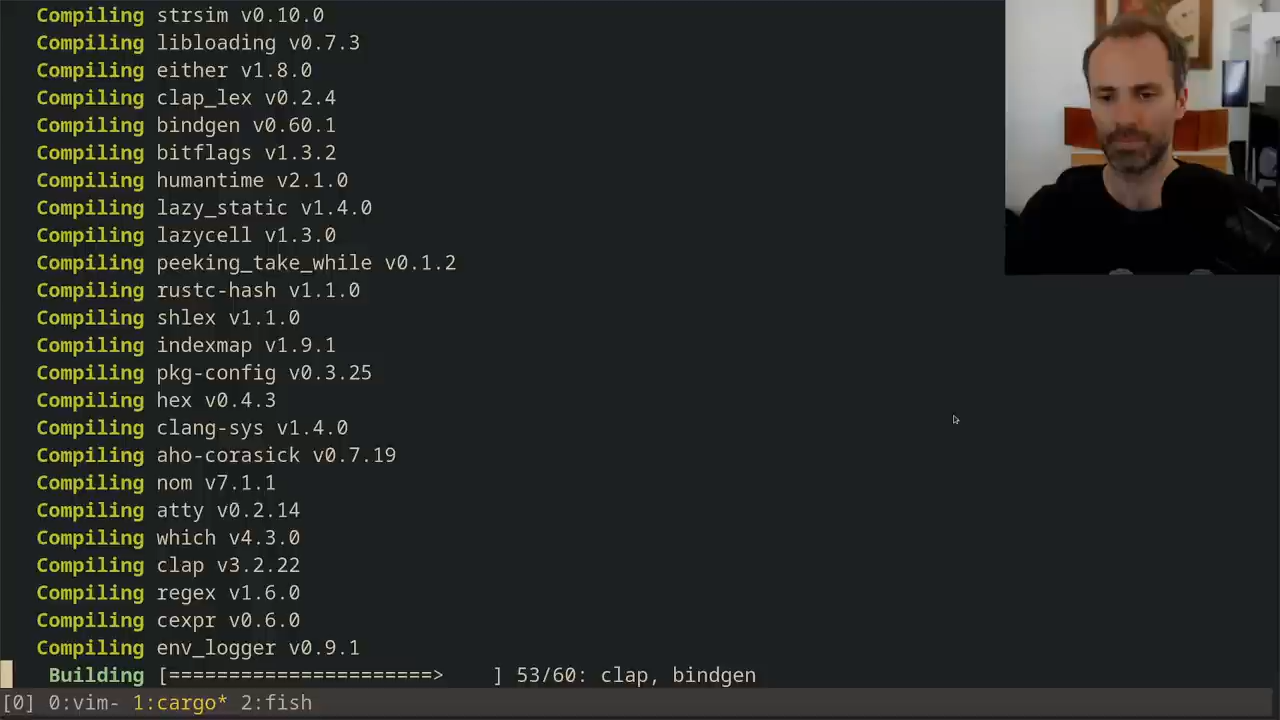 Compiling strsim v0.10.0
Compiling libloading v0.7.3
Compiling either v1.8.0
Compiling clap_lex v0.2.4
Compiling bindgen v0.60.1
Compiling bitflags v1.3.2
Compiling humantime v2.1.0
Compiling lazy_static v1.4.0
Compiling lazycell v1.3.0
Compiling peeking_take_while v0.1.2
Compiling rustc-hash v1.1.0
Compiling shlex v1.1.0
Compiling indexmap v1.9.1
Compiling pkg-config v0.3.25
Compiling hex v0.4.3
Compiling clang-sys v1.4.0
Compiling aho-corasick v0.7.19
Compiling nom v7.1.1
Compiling atty v0.2.14
Compiling which v4.3.0
Compiling clap v3.2.22
Compiling regex v1.6.0
Compiling cexpr v0.6.0
Compiling env_logger v0.9.1
Building [======================>    ] 53/60: clap, bindgen
[0] 0:vim- 1:cargo* 2:fish